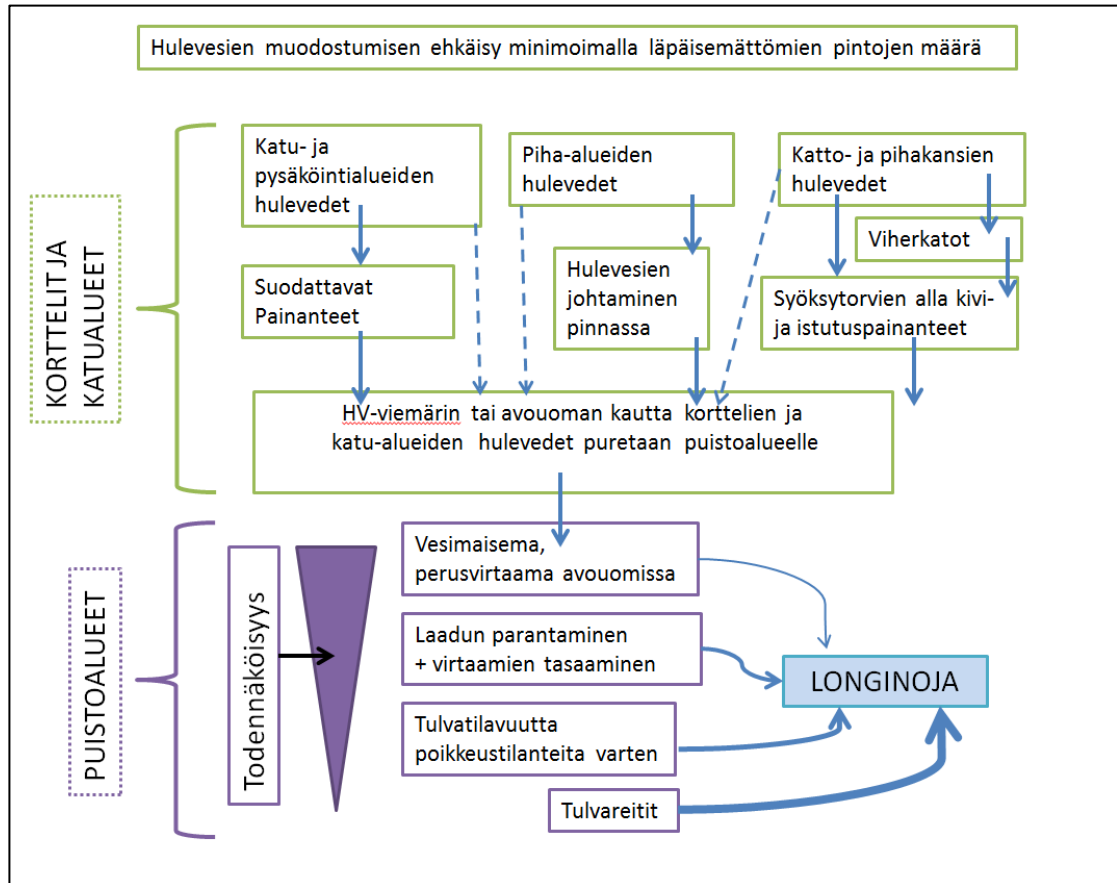 Hulevesien muodostumisen ehkäisy minimoimalla läpäisemättömien pintojen määrä
KORTTELIT JA
KATUALUEET
Katu- ja
pysäköintialueiden
hulevedet
Piha-alueiden
hulevedet
Katto- ja pihakansien
hulevedet
Viherkatot
Suodattavat
Painanteet
Hulevesien
johtaminen
pinnassa
Syöksytorvien alla kivi-
ja istutuspainanteet
HV-viemärin tai avouoman kautta korttelien ja
katu-alueiden hulevedet puretaan puistoalueelle
PUISTOALUEET
Todennäköisyys
Vesimaisema,
perusvirtaama avouomissa
Laadun parantaminen
+ virtaamien tasaaminen
LONGINOJA
Tulvatilavuutta
poikkeustilanteita varten
Tulvareitit